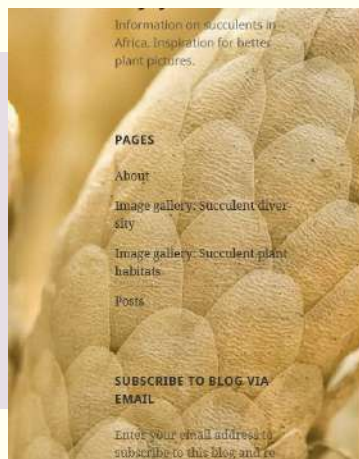 Information on succulents in
Africa. Inspiration for better
plant pictures.
PAGES
About
Image gallery: Succulent diver-
sity
Image gallery: Succulent plant
habitats
Posts
SUBSCRIBE TO BLOG VIA
EMAIL
Enter your email address to
subscribe to this blog and re